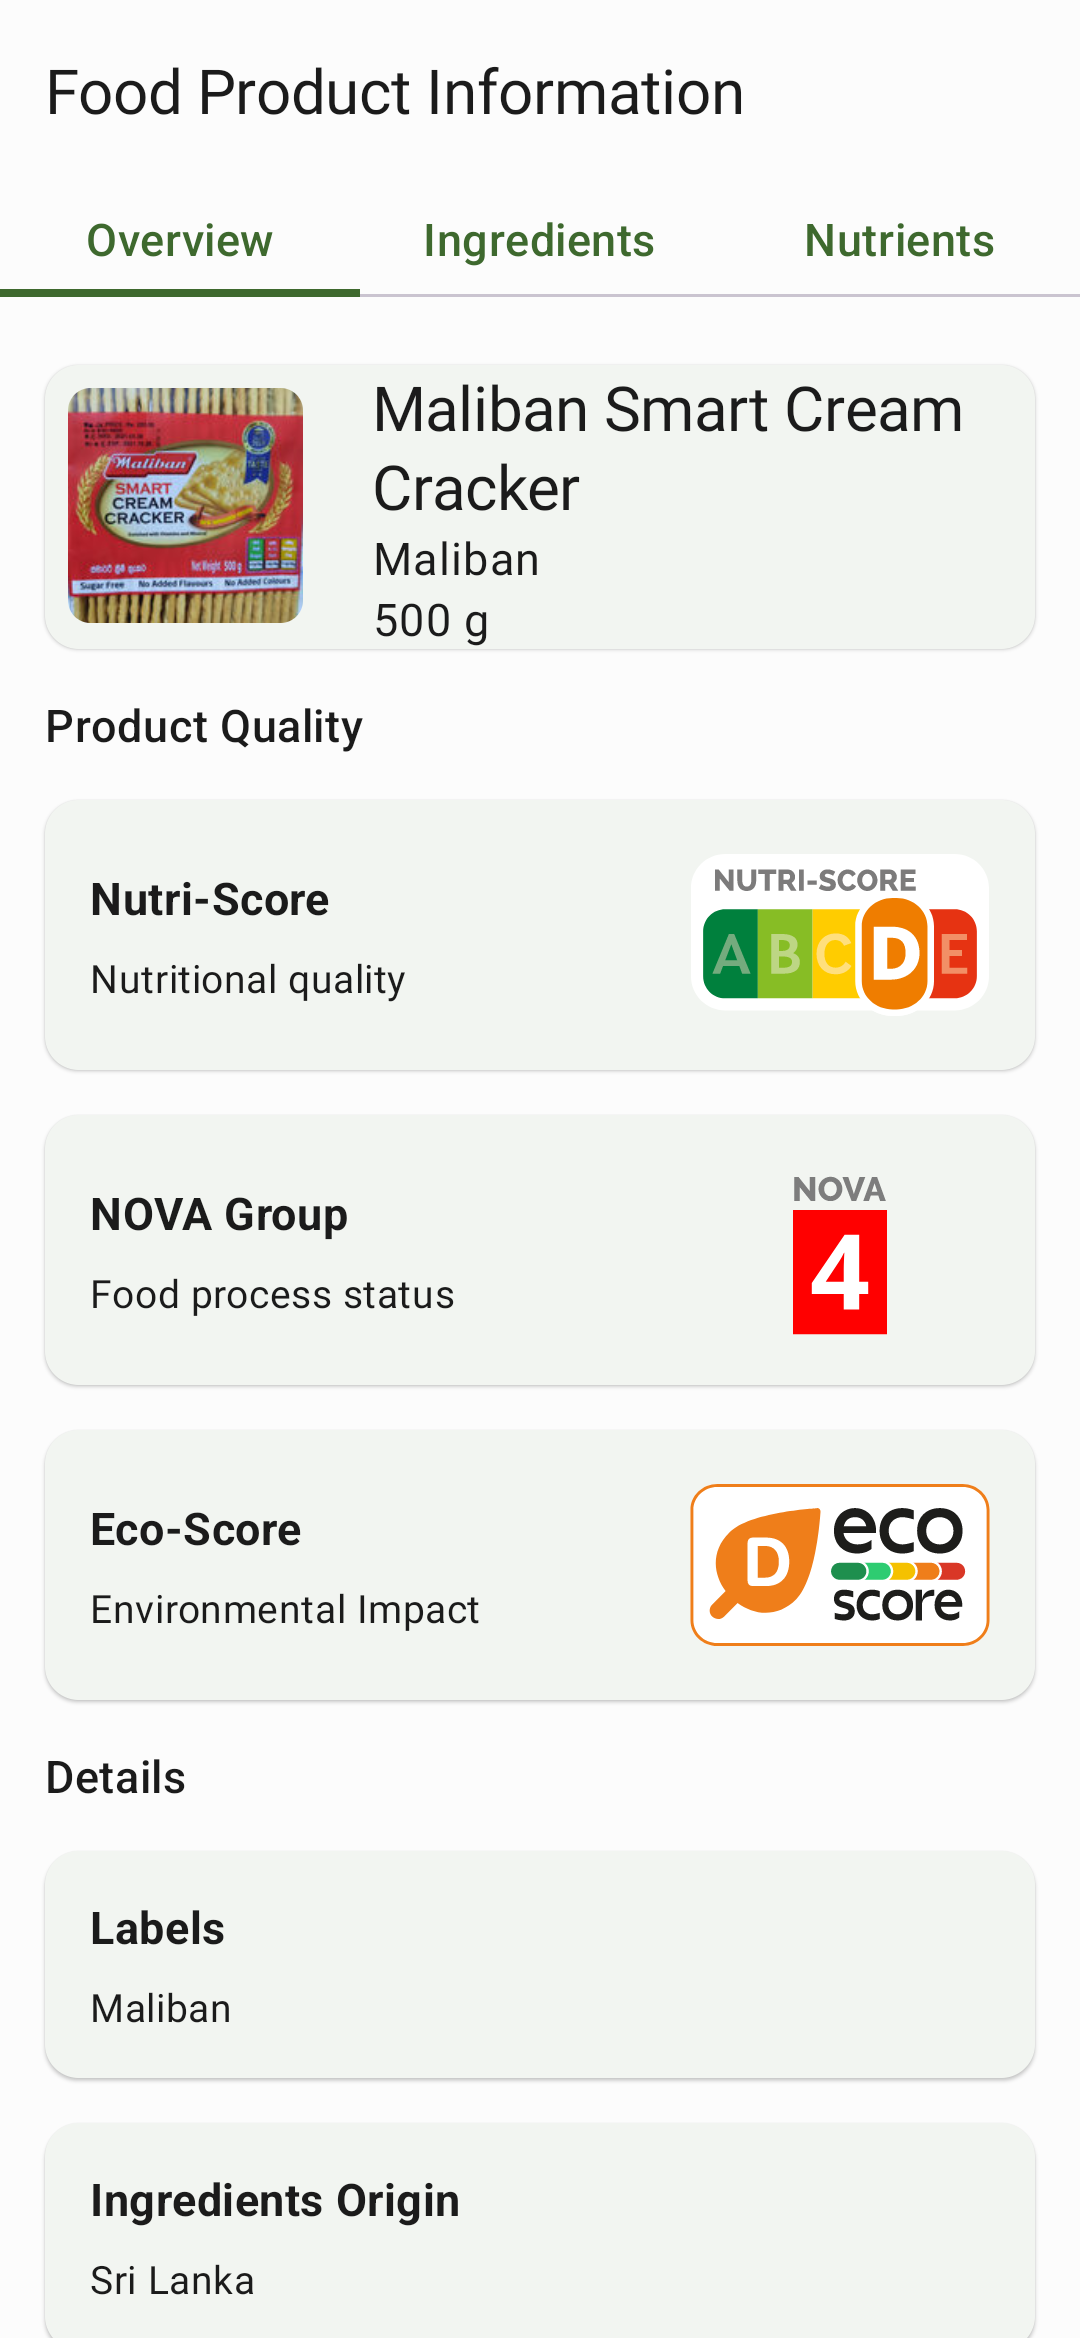 Food Product Information
Overview
Ingredients
Nutrients
Maliban
SMART
CREAM
CRACKER
Net Weight 500 g
Sugar Free
No Added Flavours
No Added Colours
Maliban Smart Cream
Cracker
Maliban
500 g
Product Quality
Nutri-Score
Nutritional quality
NUTRI-SCORE
A B C D E
NOVA Group
Food process status
NOVA
4
Eco-Score
Environmental Impact
D
eco
score
Details
Labels
Maliban
Ingredients Origin
Sri Lanka